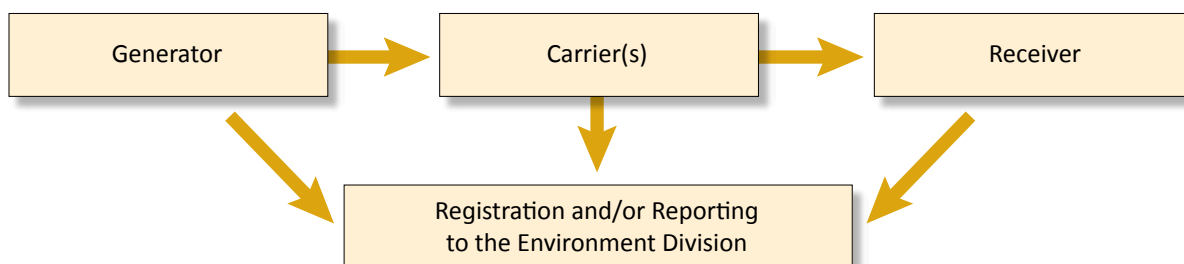 Generator
Carrier(s)
Receiver
Registration and/or Reporting
to the Environment Division